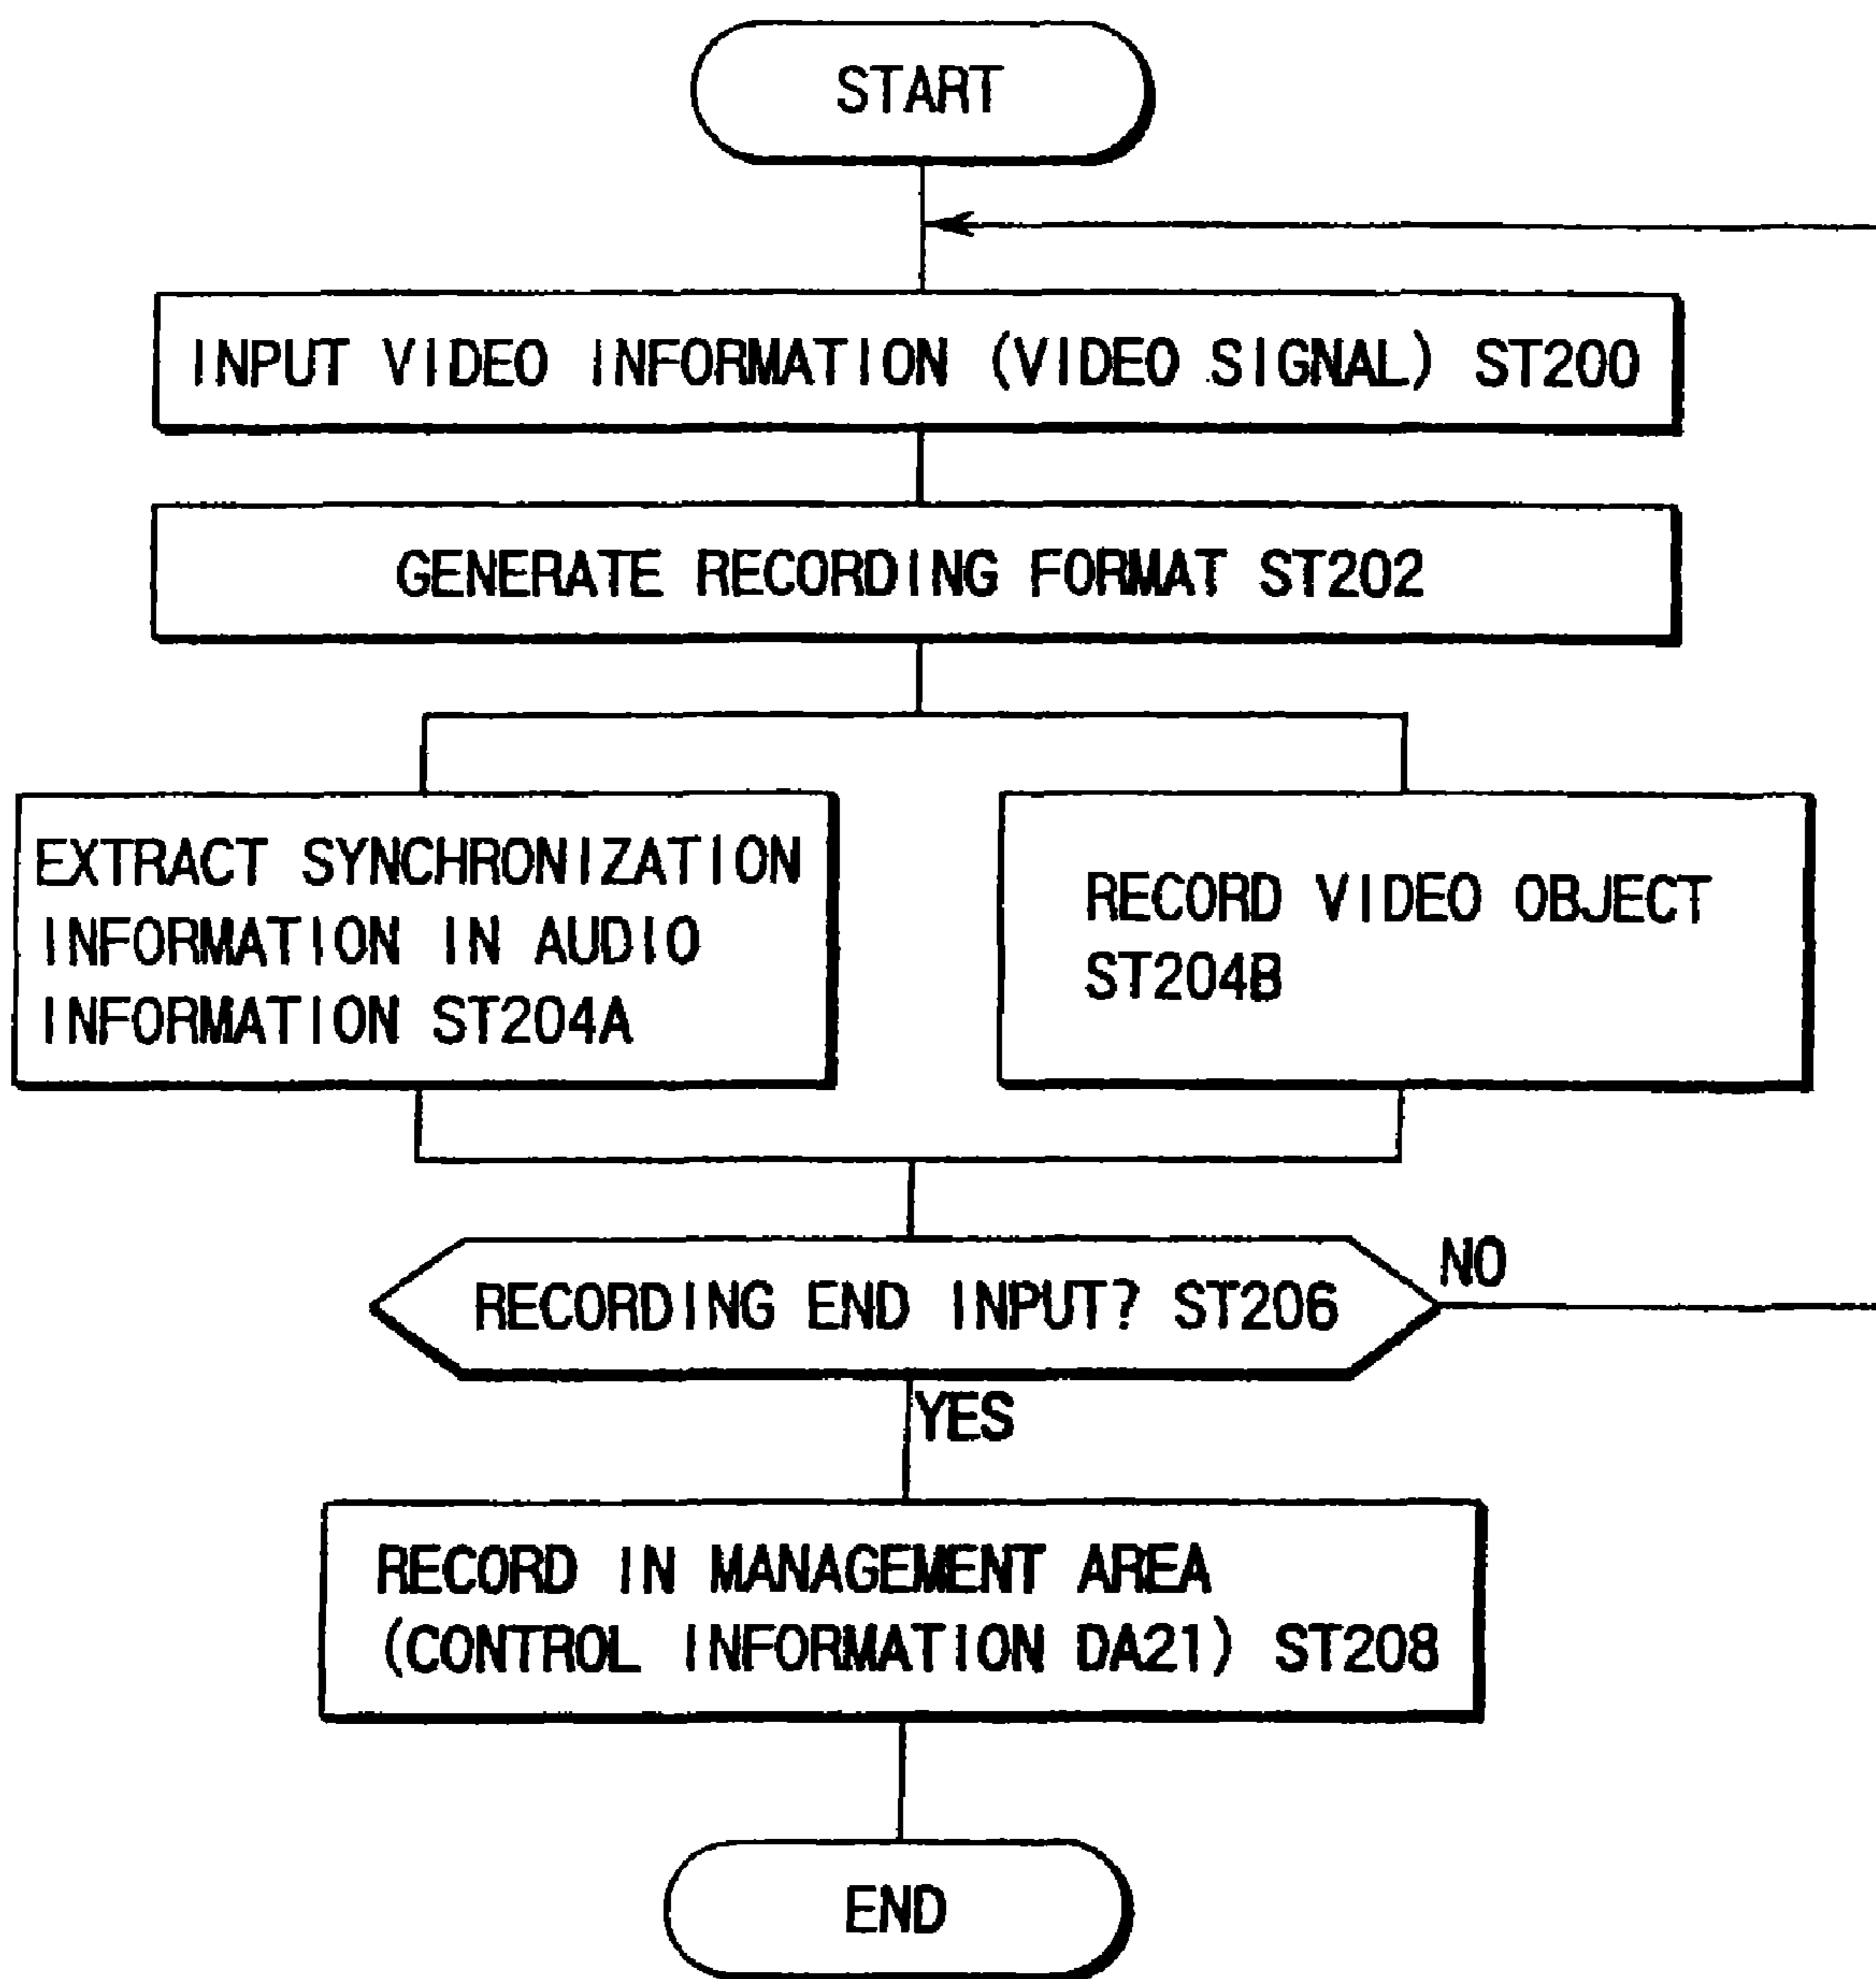 START
INPUT VIDEO INFORMATION (VIDEO SIGNAL) ST200
GENERATE RECORDING FORMAT ST202
EXTRACT SYNCHRONIZATION
INFORMATION IN AUDIO
INFORMATION ST204A
RECORD VIDEO OBJECT
ST204B
RECORDING END INPUT? ST206
NO
YES
RECORD IN MANAGEMENT AREA
(CONTROL INFORMATION DA21) ST208
END